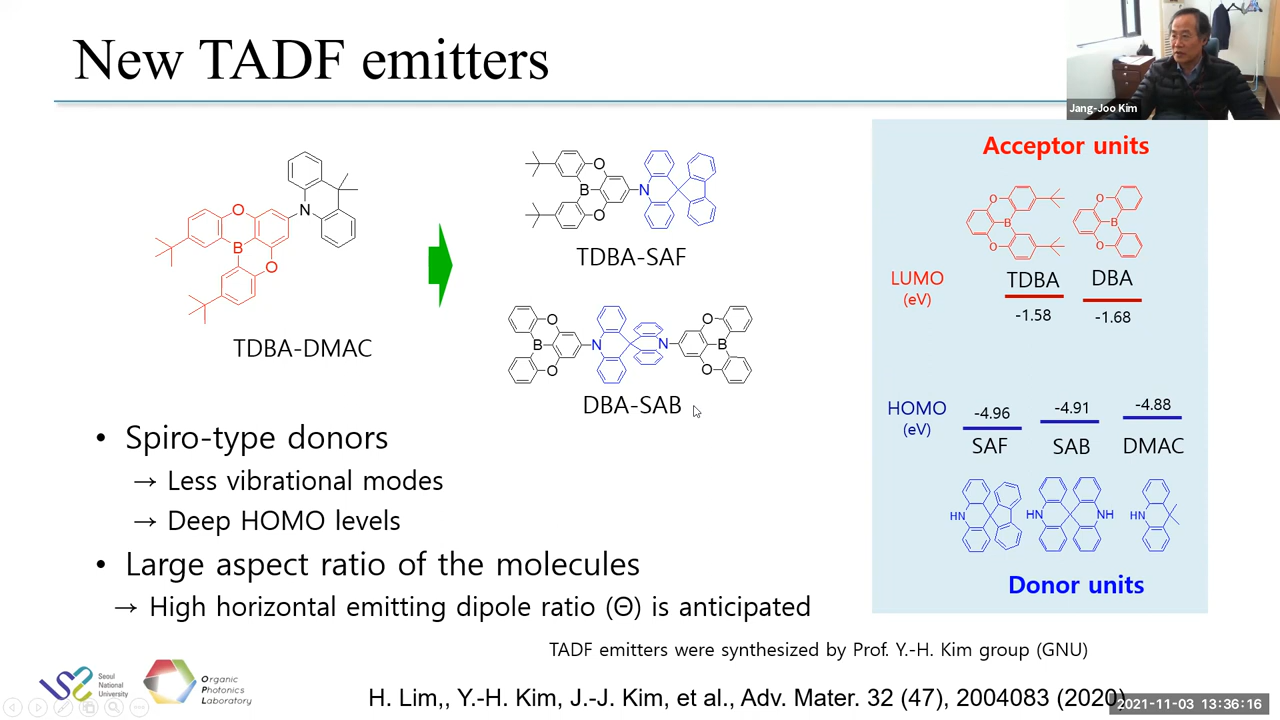 New TADF emitters
Jang-Joo Kim
TDBA-DMAC
TDBA-SAF
DBA-SAB
B
O
O
N
B
O
O
N
B
O
O
N
N
B
O
O
• Spiro-type donors
→ Less vibrational modes
→ Deep HOMO levels
• Large aspect ratio of the molecules
→ High horizontal emitting dipole ratio (Θ) is anticipated
Acceptor units
O
B
O
O
B
O
LUMO
(eV)
TDBA
DBA
-1.58
-1.68
HOMO
(eV)
-4.96
-4.91
-4.88
SAF
SAB
DMAC
HN
HN
NH
HN
Donor units
TADF emitters were synthesized by Prof. Y.-H. Kim group (GNU)
Seoul
National
University
Organic
Photonics
Laboratory
H. Lim,, Y.-H. Kim, J.-J. Kim, et al., Adv. Mater. 32 (47), 2004083 (2020)
2021-11-03 13:36:16